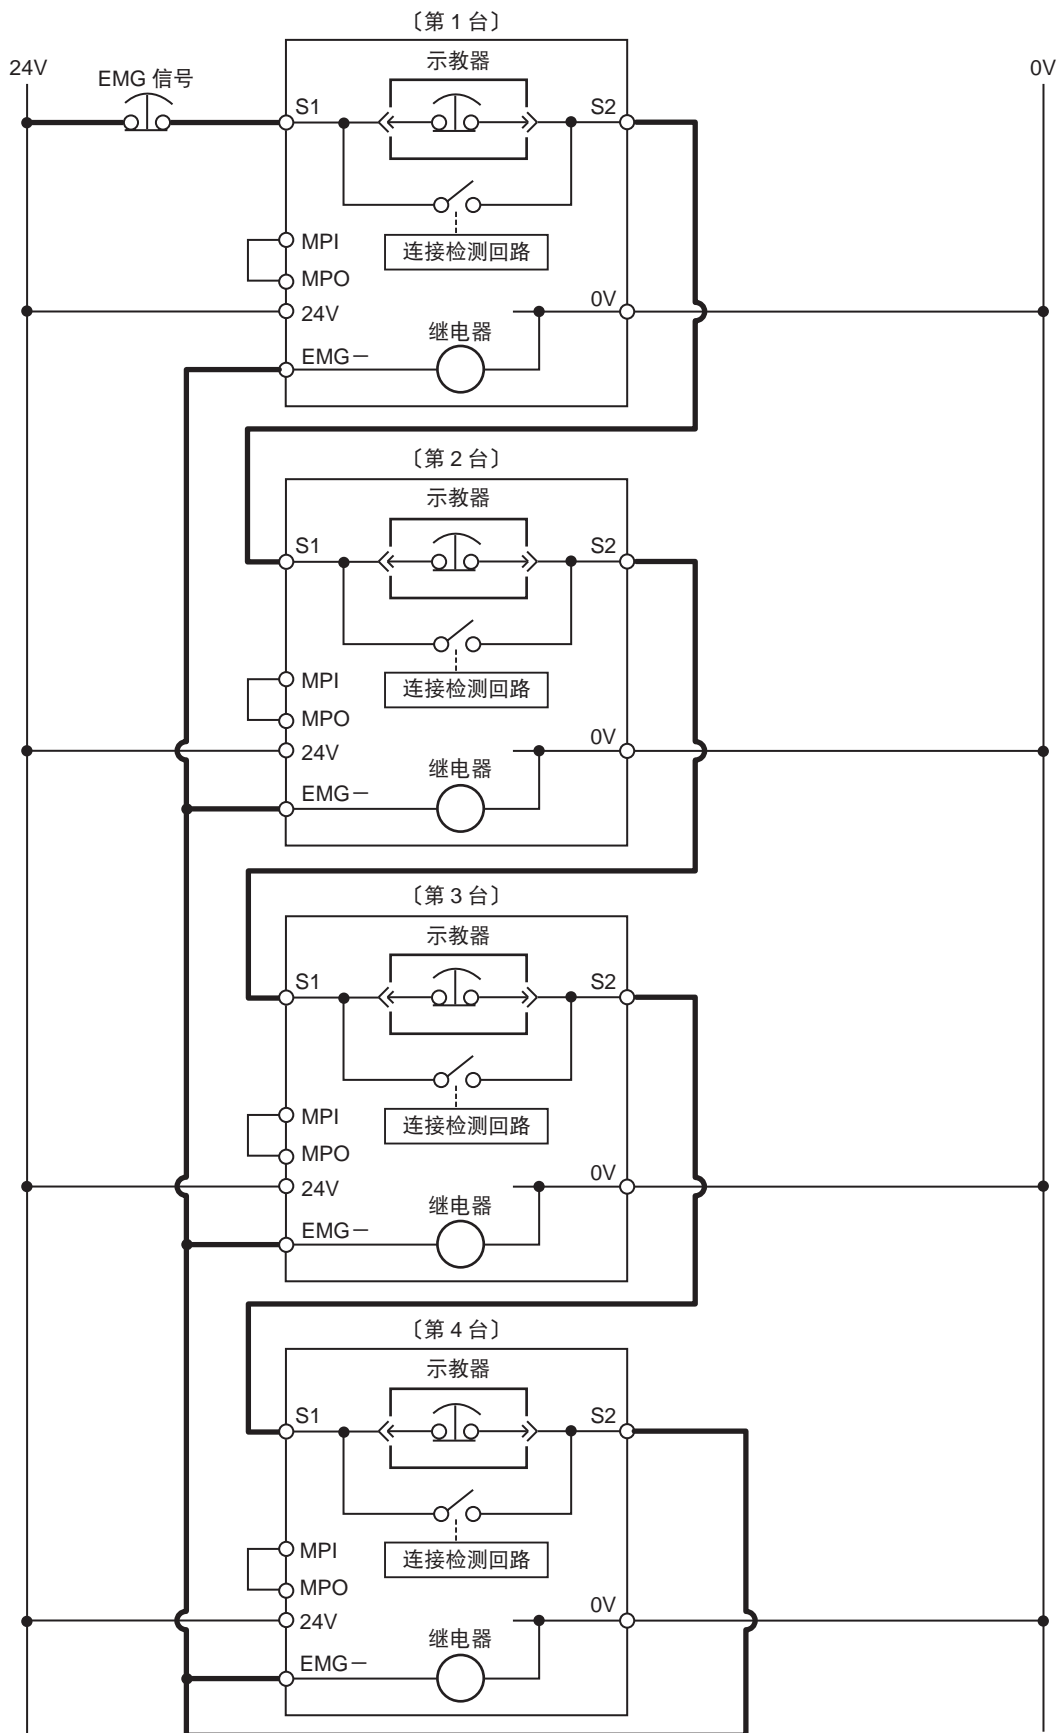 〔第 1 台〕
24V
EMG 信号
示教器
0V
S1
S2
连接检测回路
MPI
MPO
24V
0V
继电器
EMG－
〔第 2 台〕
示教器
S1
S2
连接检测回路
MPI
MPO
24V
0V
继电器
EMG－
〔第 3 台〕
示教器
S1
S2
连接检测回路
MPI
MPO
24V
0V
继电器
EMG－
〔第 4 台〕
示教器
S1
S2
连接检测回路
MPI
MPO
24V
0V
继电器
EMG－